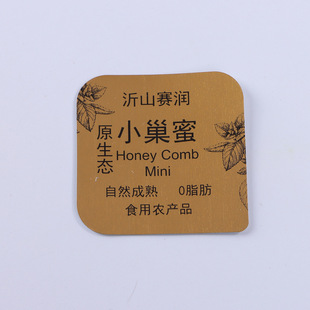 沂山赛润
原生态
小巢蜜
Honey Comb
Mini
自然成熟 0脂肪
食用农产品